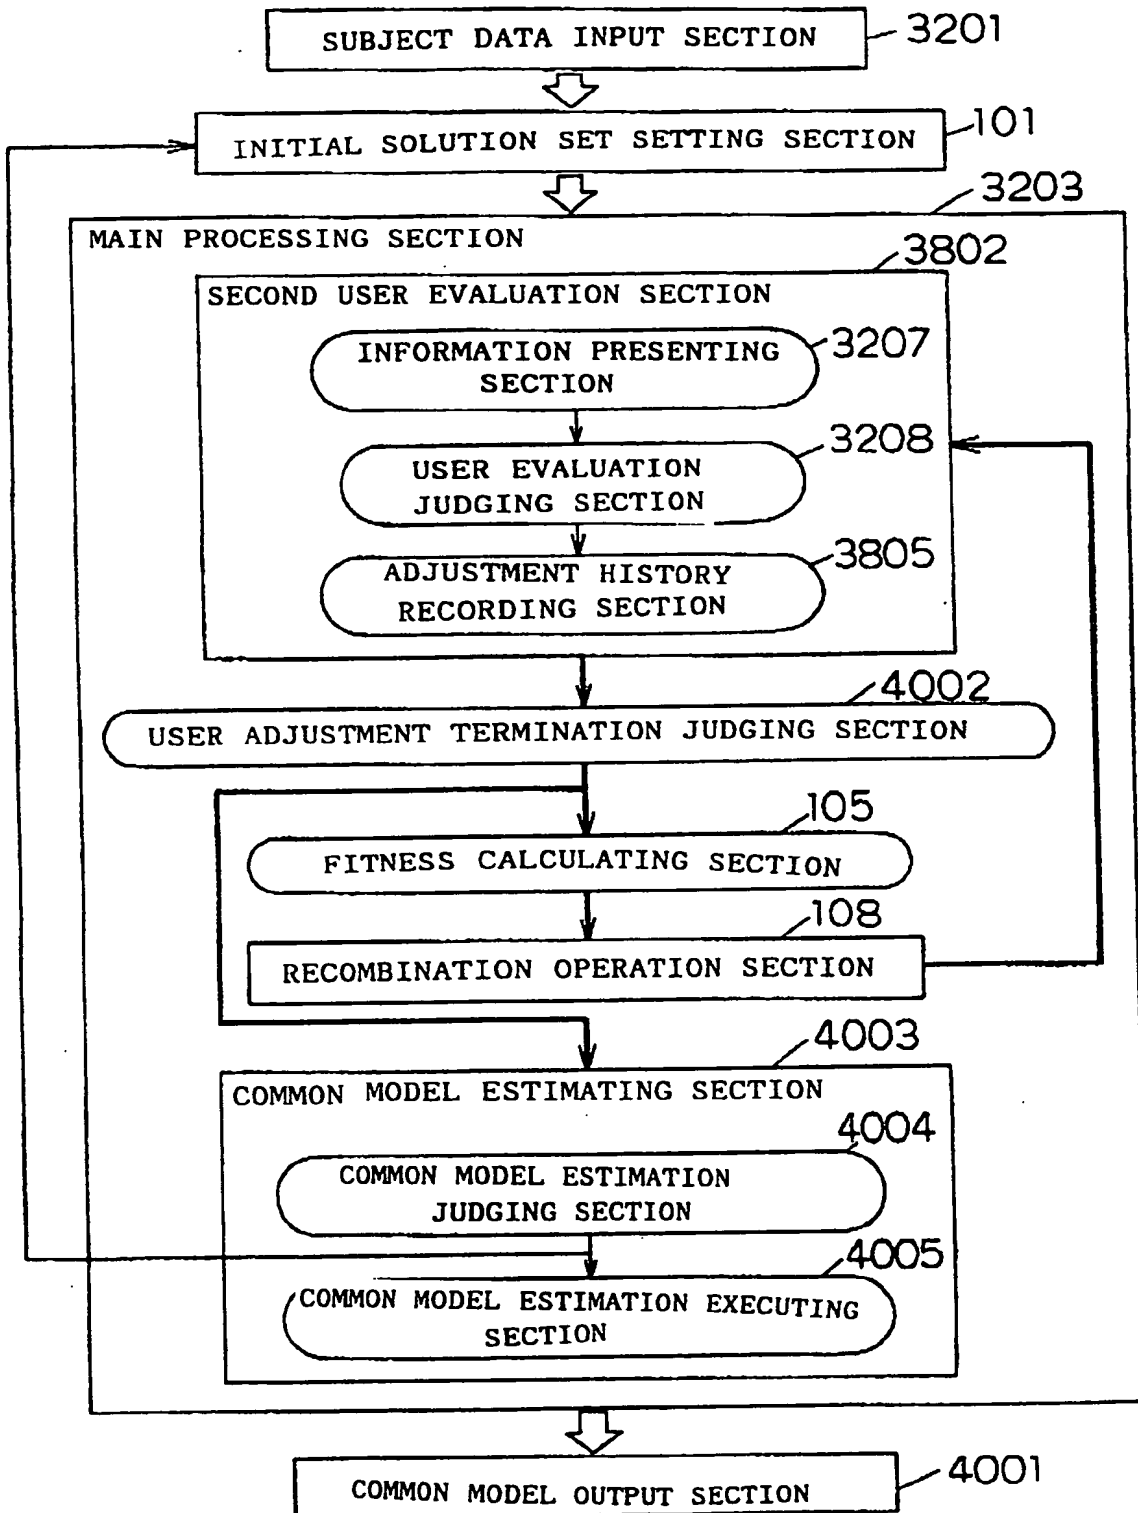 SUBJECT DATA INPUT SECTION
3201
INITIAL SOLUTION SET SETTING SECTION
101
3203
MAIN PROCESSING SECTION
3802
SECOND USER EVALUATION SECTION
INFORMATION PRESENTING
SECTION
3207
USER EVALUATION
JUDGING SECTION
3208
ADJUSTMENT HISTORY
RECORDING SECTION
3805
4002
USER ADJUSTMENT TERMINATION JUDGING SECTION
105
FITNESS CALCULATING SECTION
108
RECOMBINATION OPERATION SECTION
4003
COMMON MODEL ESTIMATING SECTION
4004
COMMON MODEL ESTIMATION
JUDGING SECTION
4005
COMMON MODEL ESTIMATION EXECUTING
SECTION
COMMON MODEL OUTPUT SECTION
4001